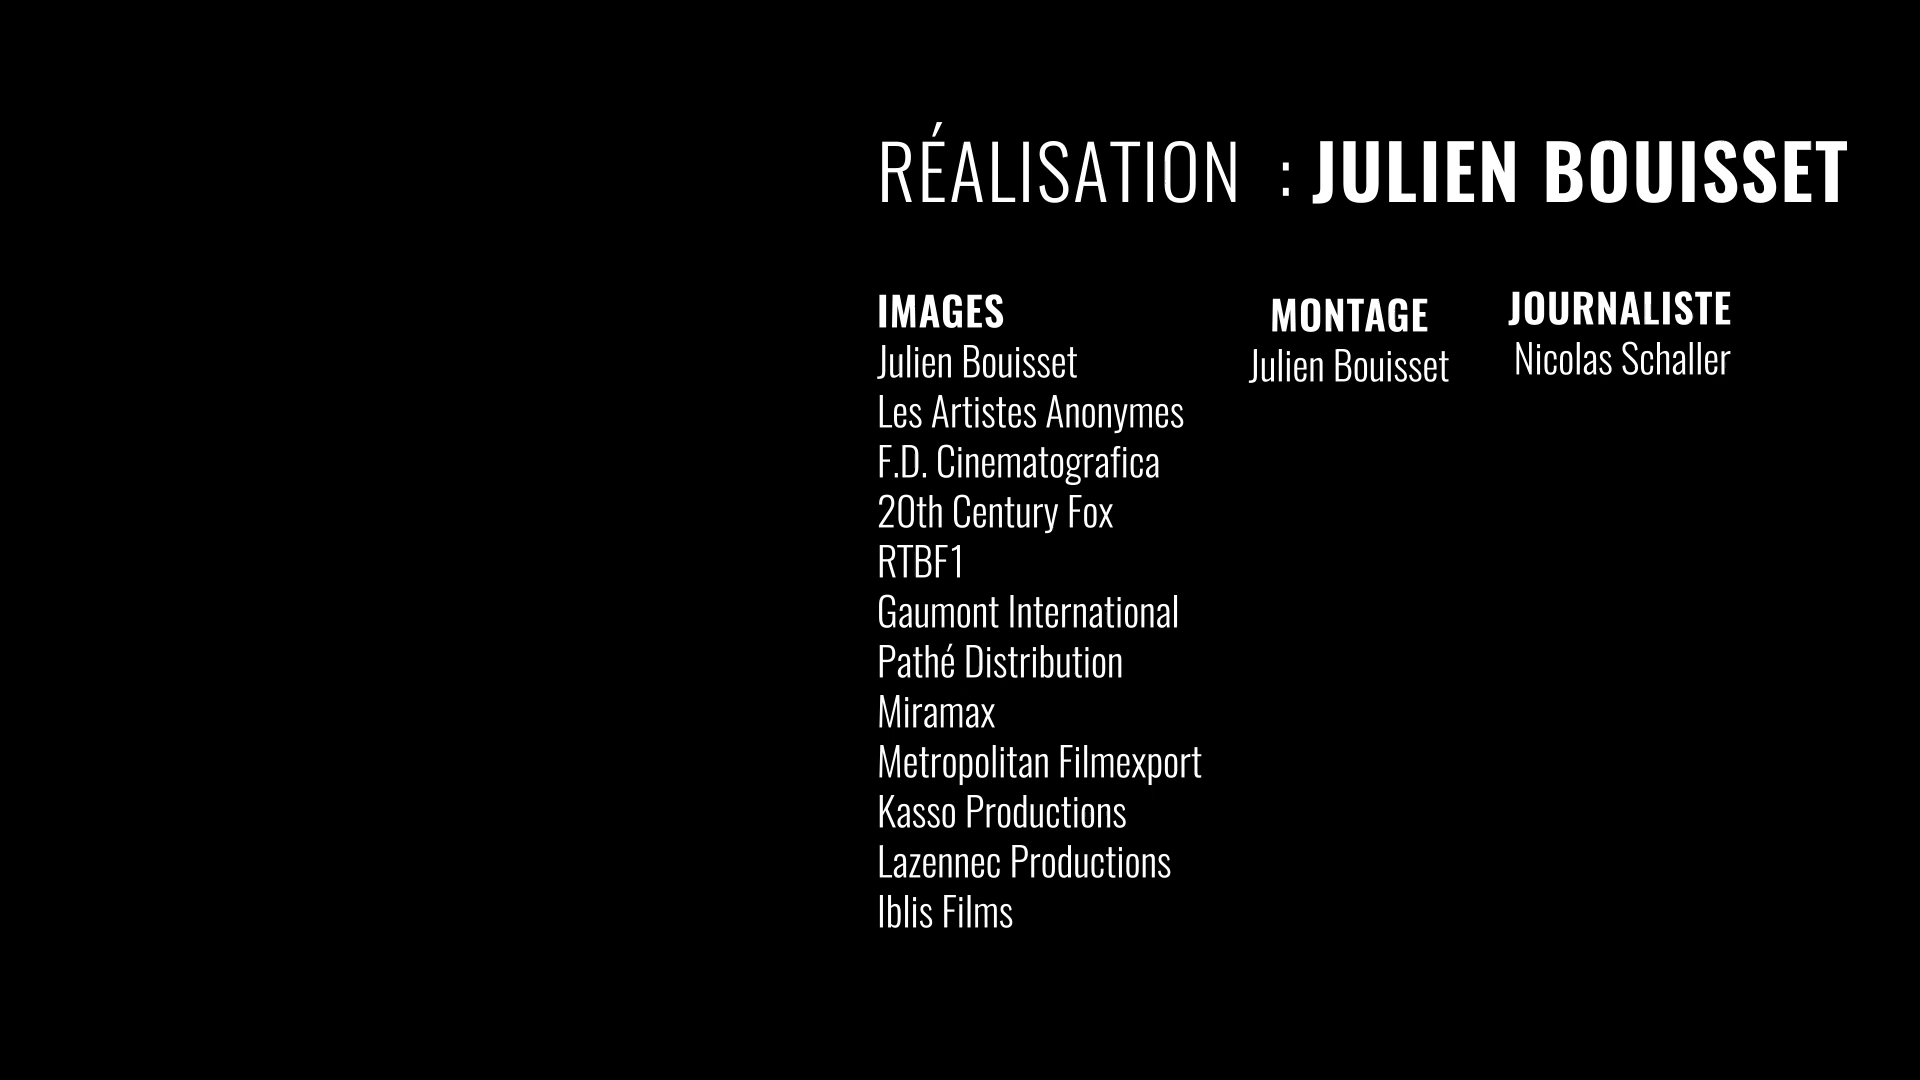 RÉALISATION : JULIEN BOUISSET
IMAGES
Julien Bouisset
Les Artistes Anonymes
F.D. Cinematografica
20th Century Fox
RTBF1
Gaumont International
Pathé Distribution
Miramax
Metropolitan Filmexport
Kasso Productions
Lazennec Productions
Iblis Films
MONTAGE
Julien Bouisset
JOURNALISTE
Nicolas Schaller